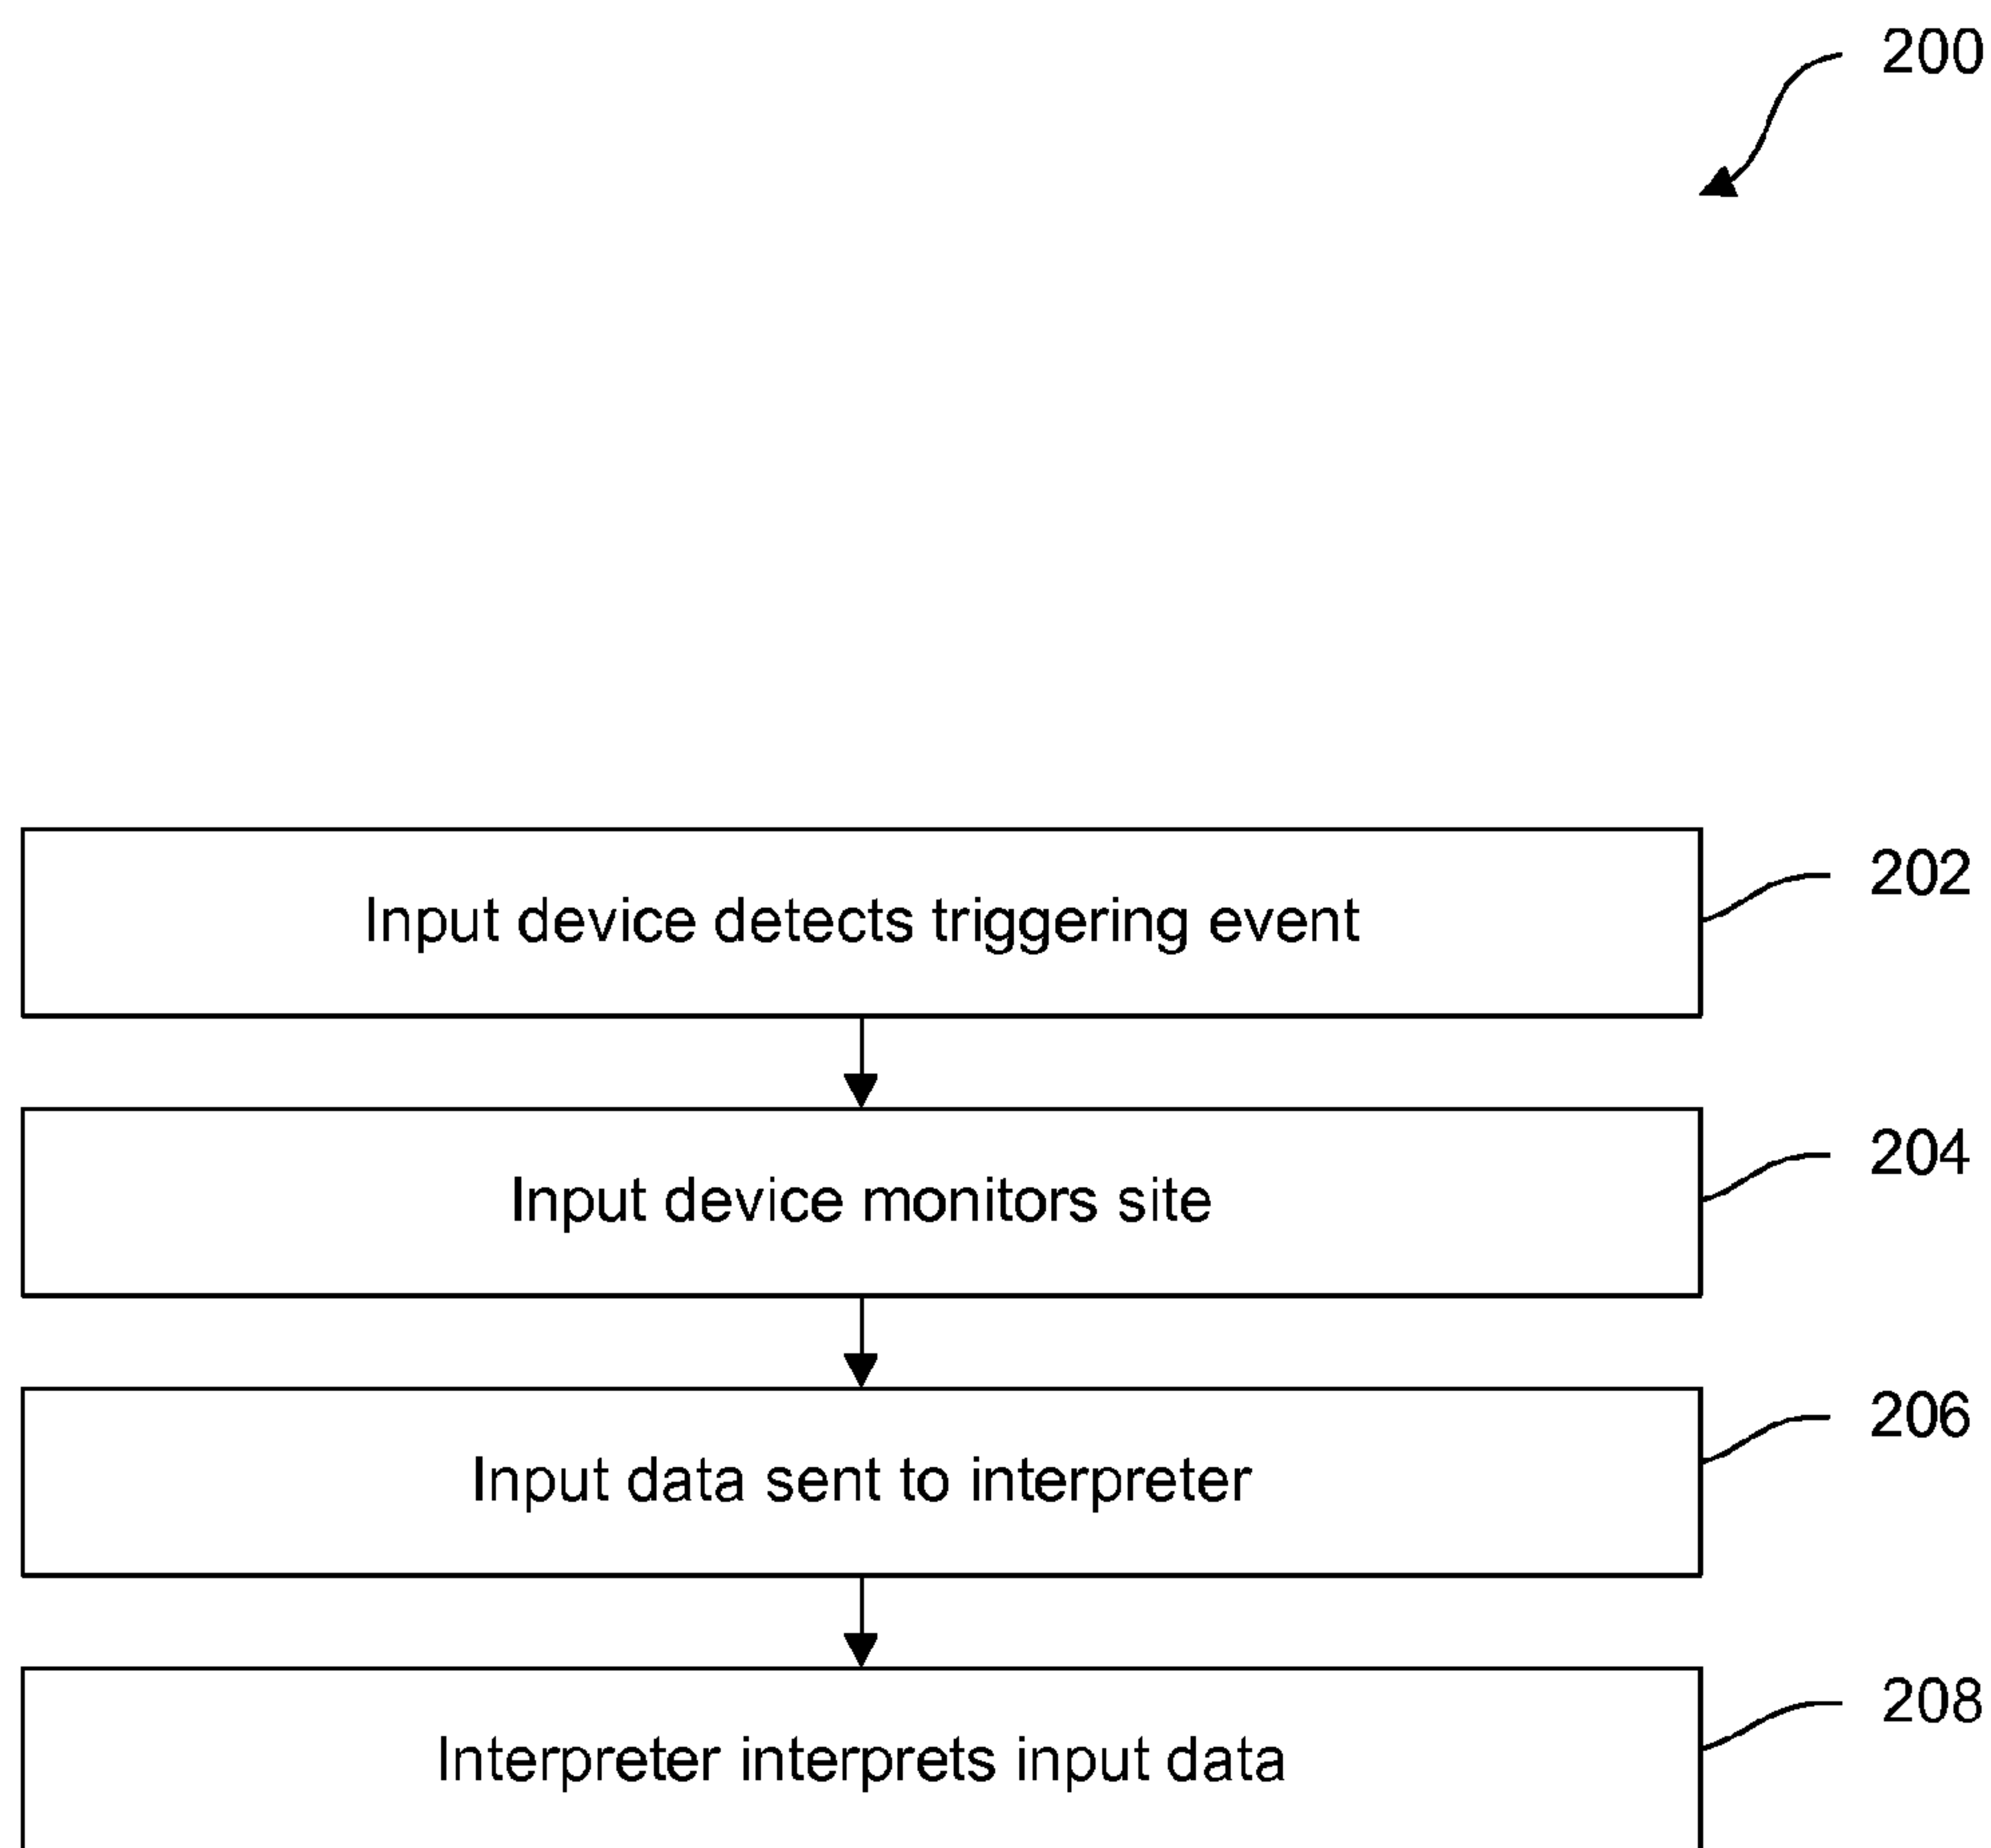 200
Input device detects triggering event
202
Input device monitors site
204
Input data sent to interpreter
206
Interpreter interprets input data
208